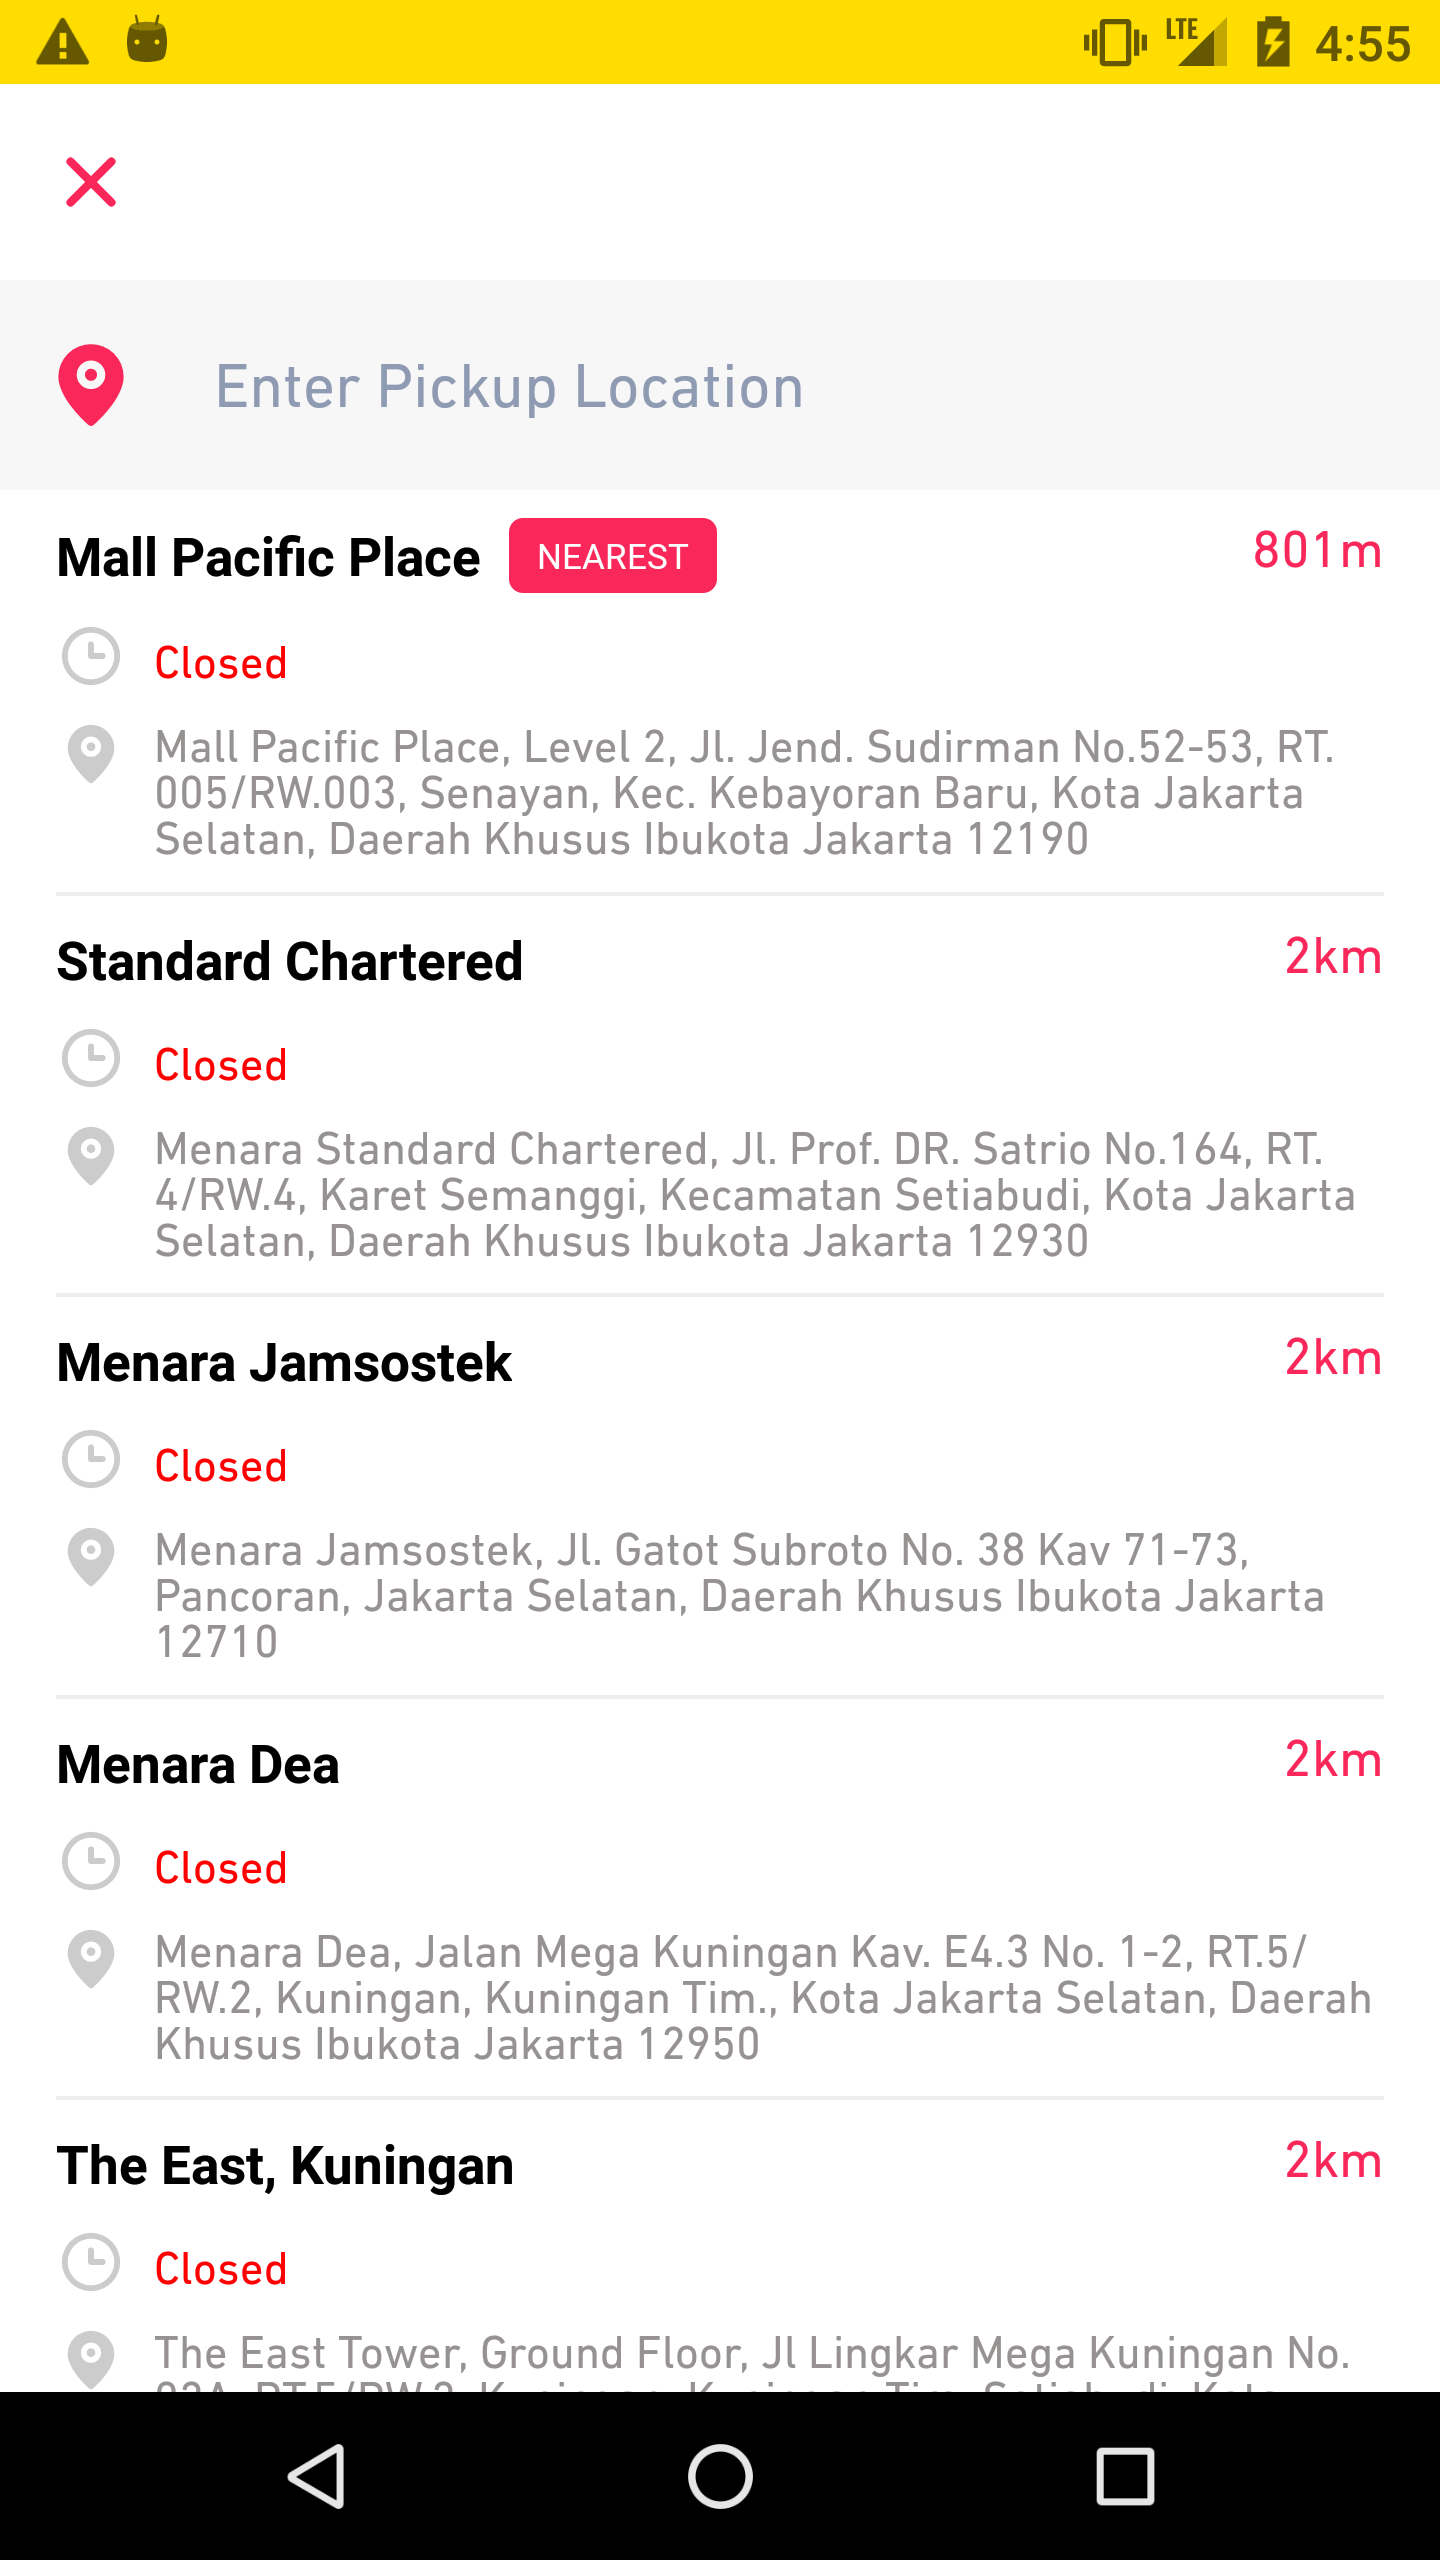 LTE 4:55
Enter Pickup Location
Mall Pacific Place NEAREST 801m
Closed
Mall Pacific Place, Level 2, Jl. Jend. Sudirman No.52-53, RT.
005/RW.003, Senayan, Kec. Kebayoran Baru, Kota Jakarta
Selatan, Daerah Khusus Ibukota Jakarta 12190
Standard Chartered 2km
Closed
Menara Standard Chartered, Jl. Prof. DR. Satrio No.164, RT.
4/RW.4, Karet Semanggi, Kecamatan Setiabudi, Kota Jakarta
Selatan, Daerah Khusus Ibukota Jakarta 12930
Menara Jamsostek 2km
Closed
Menara Jamsostek, Jl. Gatot Subroto No. 38 Kav 71-73,
Pancoran, Jakarta Selatan, Daerah Khusus Ibukota Jakarta
12710
Menara Dea 2km
Closed
Menara Dea, Jalan Mega Kuningan Kav. E4.3 No. 1-2, RT.5/
RW.2, Kuningan, Kuningan Tim., Kota Jakarta Selatan, Daerah
Khusus Ibukota Jakarta 12950
The East, Kuningan 2km
Closed
The East Tower, Ground Floor, Jl Lingkar Mega Kuningan No.